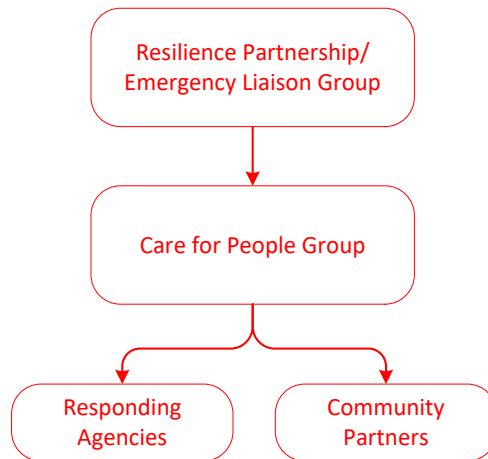 Resilience Partnership/
Emergency Liaison Group
Care for People Group
Responding
Agencies
Community
Partners